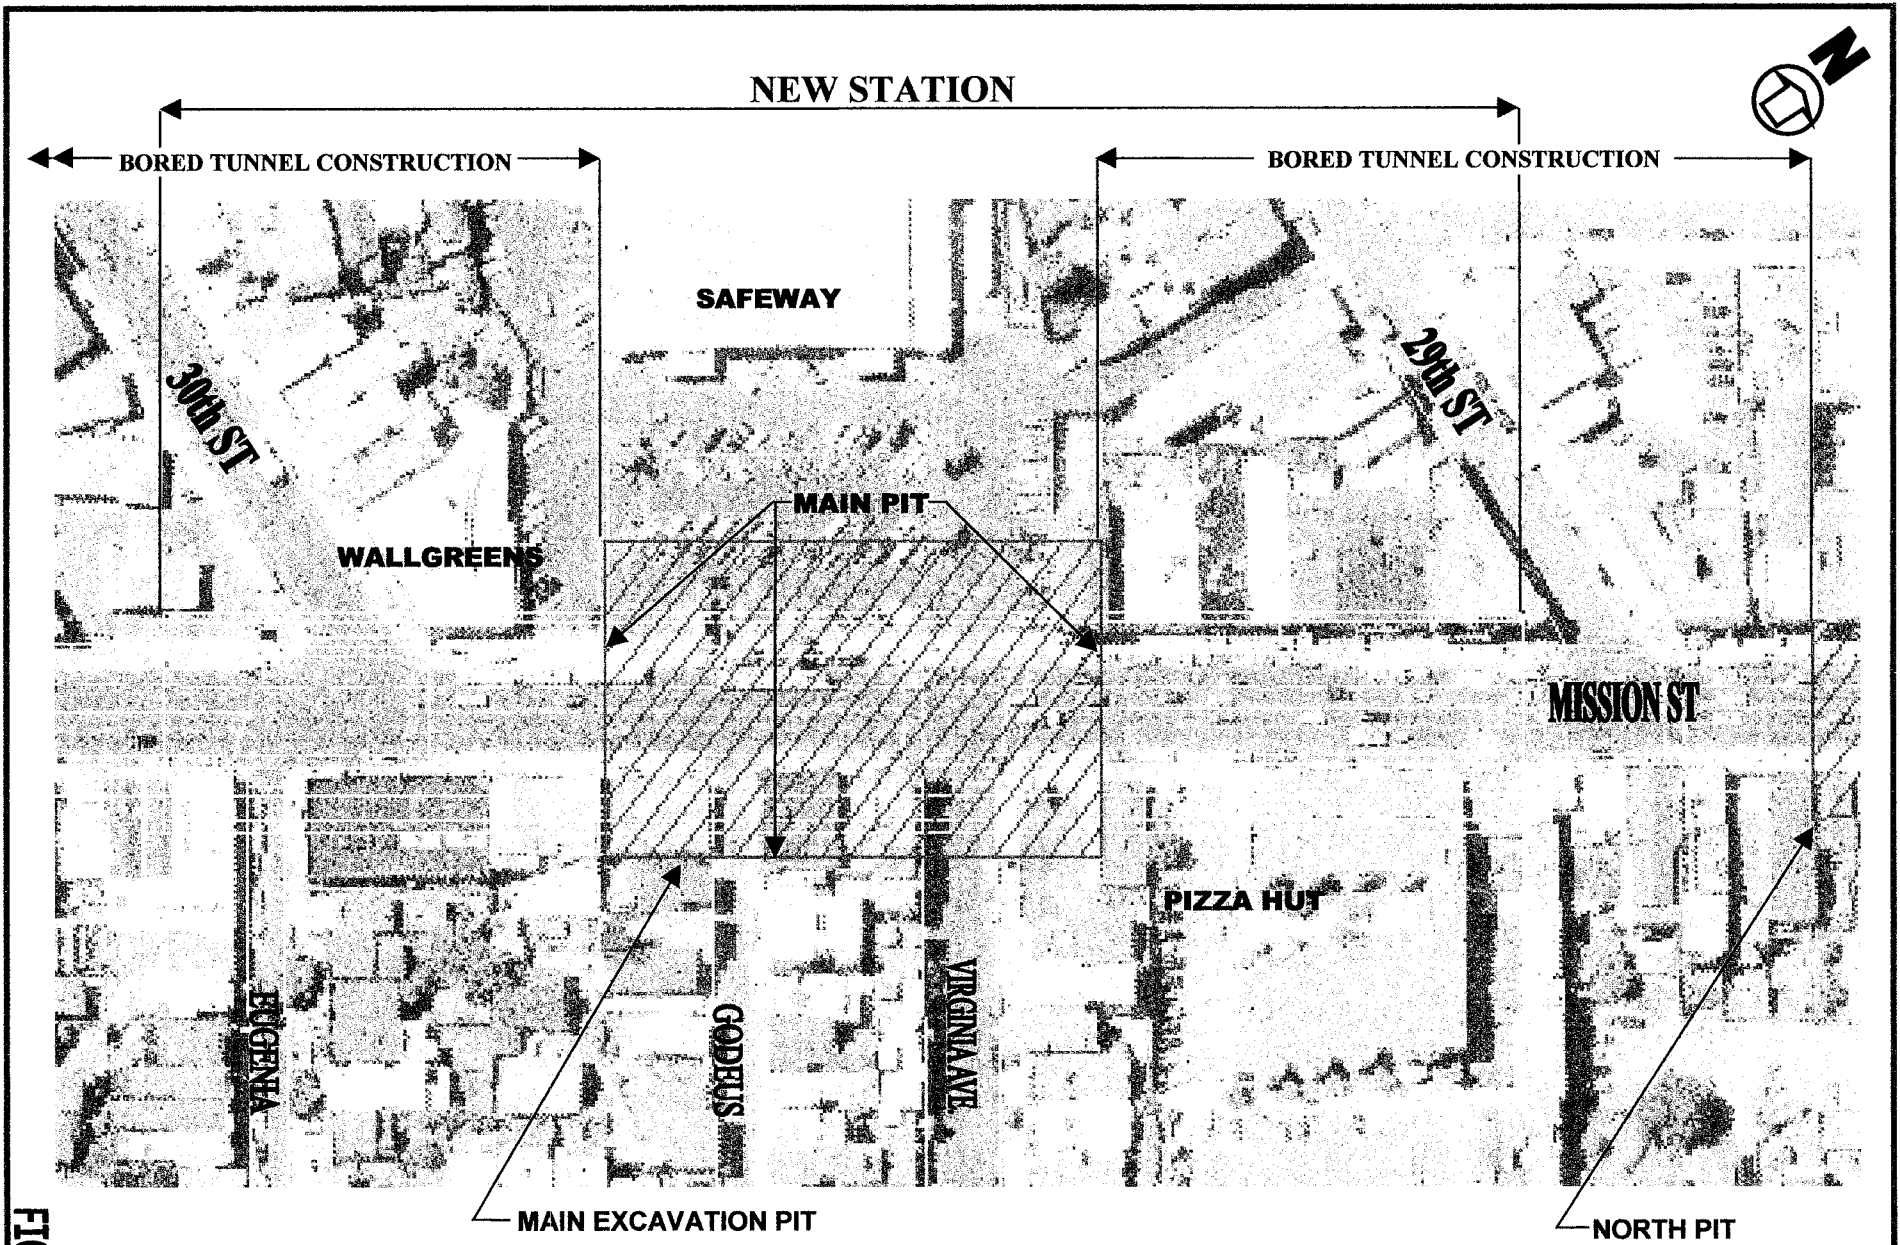 N
NEW STATION
BORED TUNNEL CONSTRUCTION
BORED TUNNEL CONSTRUCTION
SAFEWAY
30th ST
29th ST
MAIN PIT
WALLGREENS
MISSION ST
PIZZA HUT
EUGENIA
GODEUS
VIRGINIA AVE.
MAIN EXCAVATION PIT
NORTH PIT